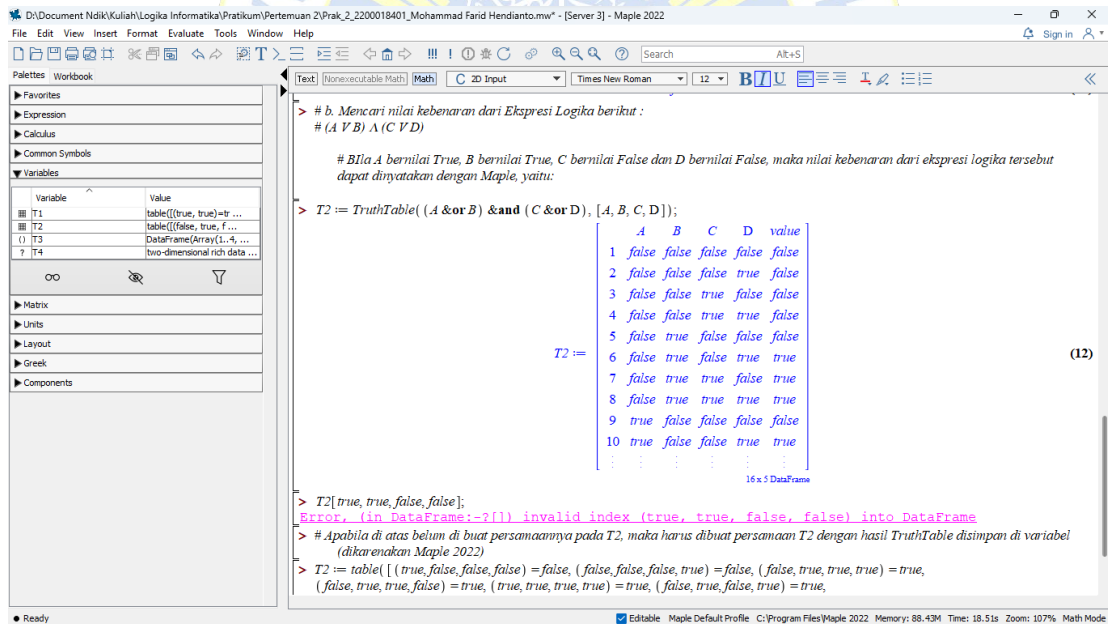 D:\Document Ndik\Kuliah\Logika Informatika\Pratikum\Pertemuan 2\Prak_2_2200018401_Mohammad Farid Hendianto.mw* - [Server 3] - Maple 2022
File Edit View Insert Format Evaluate Tools Window Help
Sign in
Search Alt+S
Palettes Workbook
Text Nonexecutable Math Math C 2D Input Times New Roman 12 B I U
Favorites
Expression
Calculus
Common Symbols
Variables
Variable Value
T1 table([(true, true)=tr ...
T2 table([(false, true, f ...
T3 DataFrame(Array(1..4, ...
T4 two-dimensional rich data ...
Matrix
Units
Layout
Greek
Components
> # b. Mencari nilai kebenaran dari Ekspresi Logika berikut :
# (A V B) Λ (C V D)
# BIla A bernilai True, B bernilai True, C bernilai False dan D bernilai False, maka nilai kebenaran dari ekspresi logika tersebut
dapat dinyatakan dengan Maple, yaitu:
> T2 := TruthTable( (A &or B) &and (C &or D), [A, B, C, D]);
A B C D value
1 false false false false false
2 false false false true false
3 false false true false false
4 false false true true false
5 false true false false false
T2 := 6 false true false true true (12)
7 false true true false true
8 false true true true true
9 true false false false false
10 true false false true true
⋮ ⋮ ⋮ ⋮ ⋮ ⋮
16 x 5 DataFrame
> T2[true, true, false, false];
Error, (in DataFrame:-?[]) invalid index (true, true, false, false) into DataFrame
> # Apabila di atas belum di buat persamaannya pada T2, maka harus dibuat persamaan T2 dengan hasil TruthTable disimpan di variabel
(dikarenakan Maple 2022)
> T2 := table( [ (true, false, false, false) = false, (false, false, false, true) = false, (false, true, true, true) = true,
(false, true, true, false) = true, (true, true, true, true) = true, (false, true, false, true) = true,
Ready
Editable Maple Default Profile C:\Program Files\Maple 2022 Memory: 88.43M Time: 18.51s Zoom: 107% Math Mode